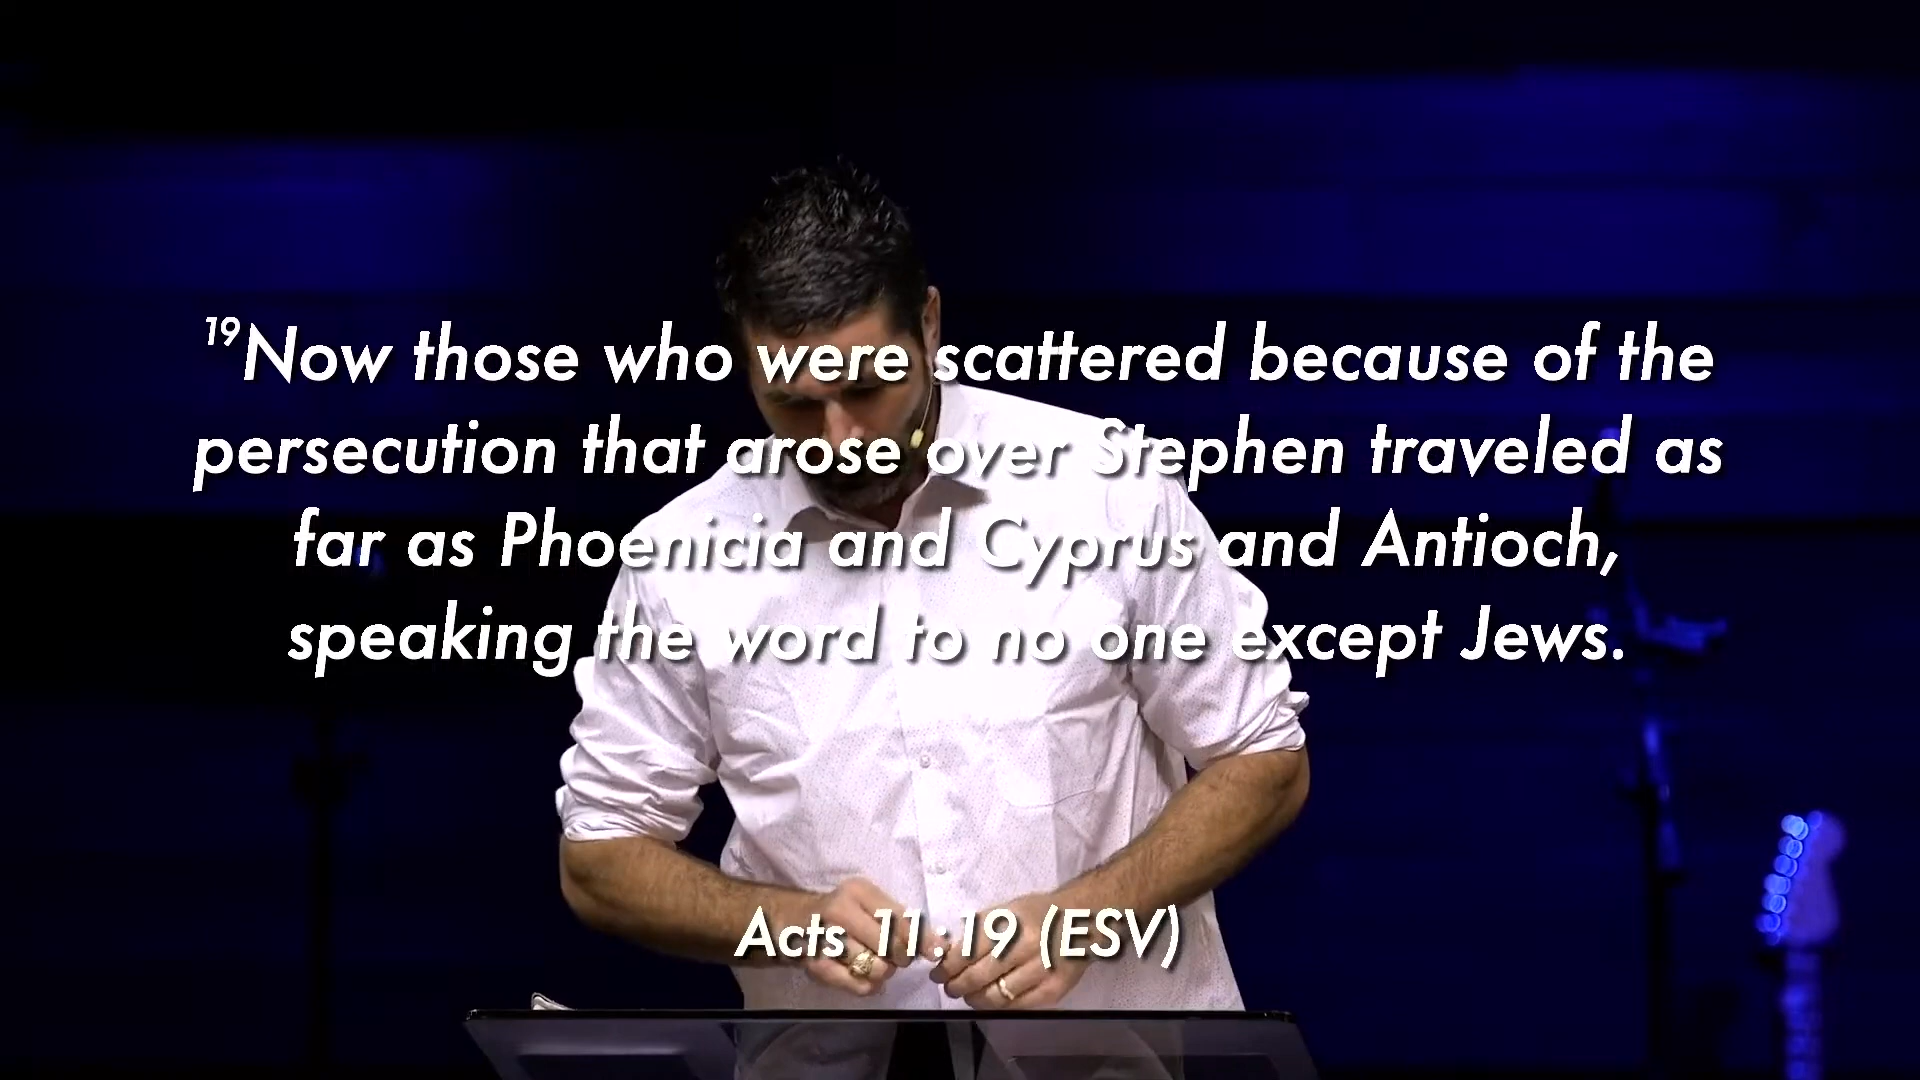 19Now those who were scattered because of the
persecution that arose over Stephen traveled as
far as Phoenicia and Cyprus and Antioch,
speaking the word to no one except Jews.
Acts 11:19 (ESV)